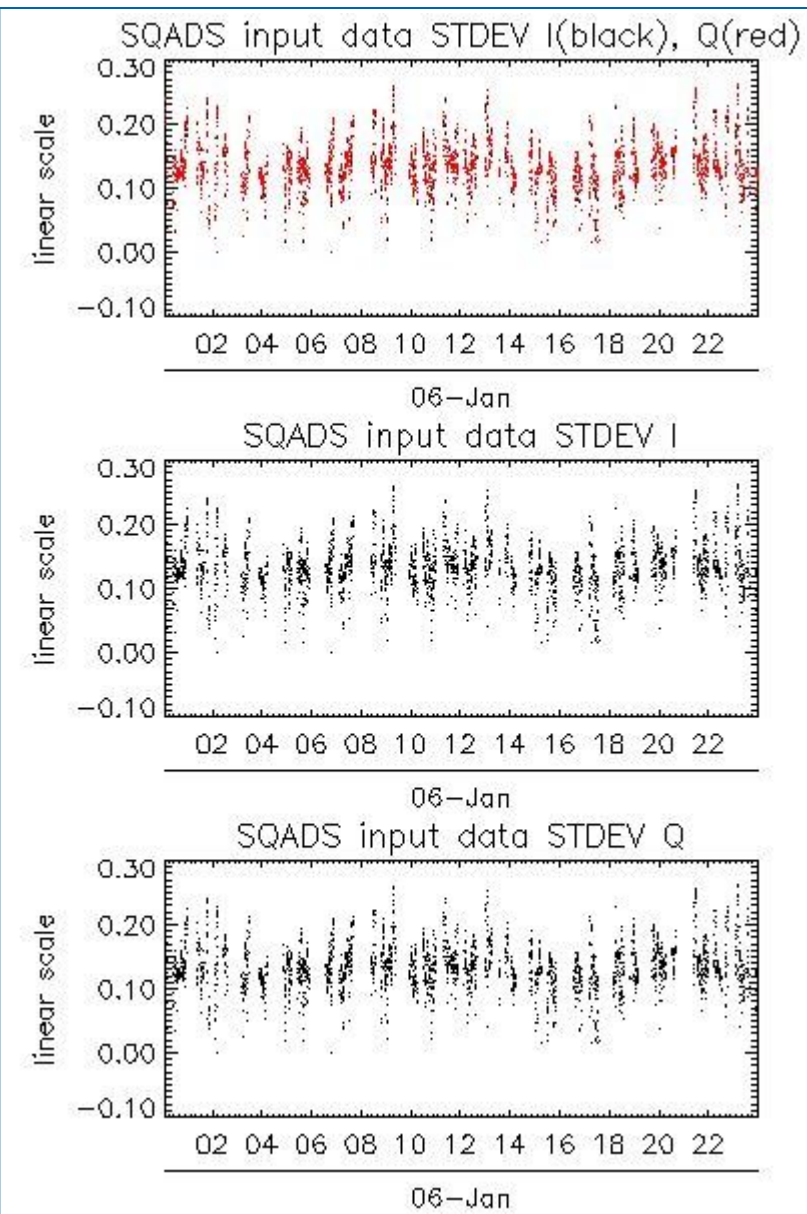 SQADS input data STDEV I(black), Q(red)
linear scale
0.30
0.20
0.10
0.00
-0.10
02 04 06 08 10 12 14 16 18 20 22
06-Jan
SQADS input data STDEV I
linear scale
0.30
0.20
0.10
0.00
-0.10
02 04 06 08 10 12 14 16 18 20 22
06-Jan
SQADS input data STDEV Q
linear scale
0.30
0.20
0.10
0.00
-0.10
02 04 06 08 10 12 14 16 18 20 22
06-Jan